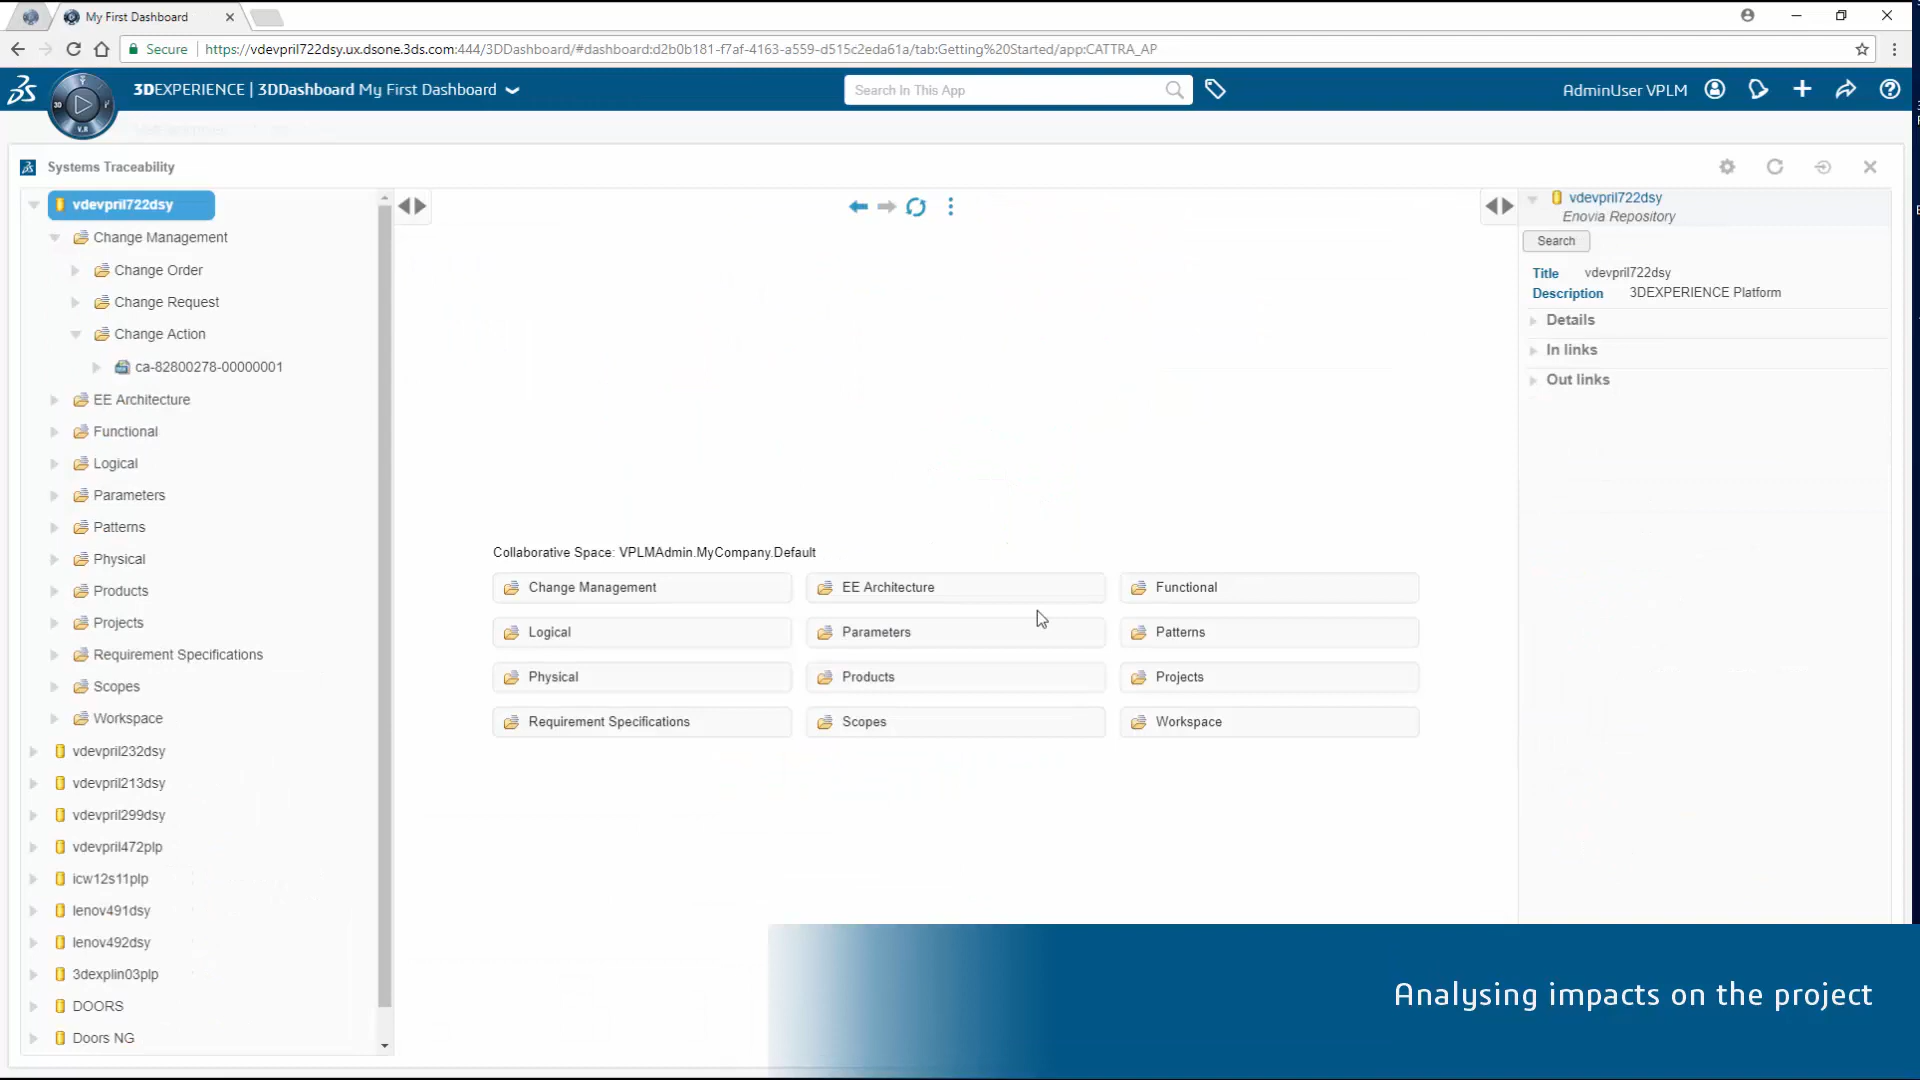 My First Dashboard
Secure https://vdevpril722dsy.ux.dsone.3ds.com:444/3DDashboard/#dashboard:d2b0b181-f7af-4163-a559-d515c2eda61a/tab:Getting%20Started/app:CATTRA_AP
3DEXPERIENCE | 3DDashboard My First Dashboard
Search In This App
AdminUser VPLM
3D
V.R
Systems Traceability
vdevpril722dsy
Change Management
Change Order
Change Request
Change Action
ca-82800278-00000001
EE Architecture
Functional
Logical
Parameters
Patterns
Physical
Products
Projects
Requirement Specifications
Scopes
Workspace
vdevpril232dsy
vdevpril213dsy
vdevpril299dsy
vdevpril472plp
icw12s11plp
lenov491dsy
lenov492dsy
3dexplin03plp
DOORS
Doors NG
Collaborative Space: VPLMAdmin.MyCompany.Default
Change Management EE Architecture Functional
Logical Parameters Patterns
Physical Products Projects
Requirement Specifications Scopes Workspace
vdevpril722dsy
Enovia Repository
Search
Title vdevpril722dsy
Description 3DEXPERIENCE Platform
Details
In links
Out links
Analysing impacts on the project